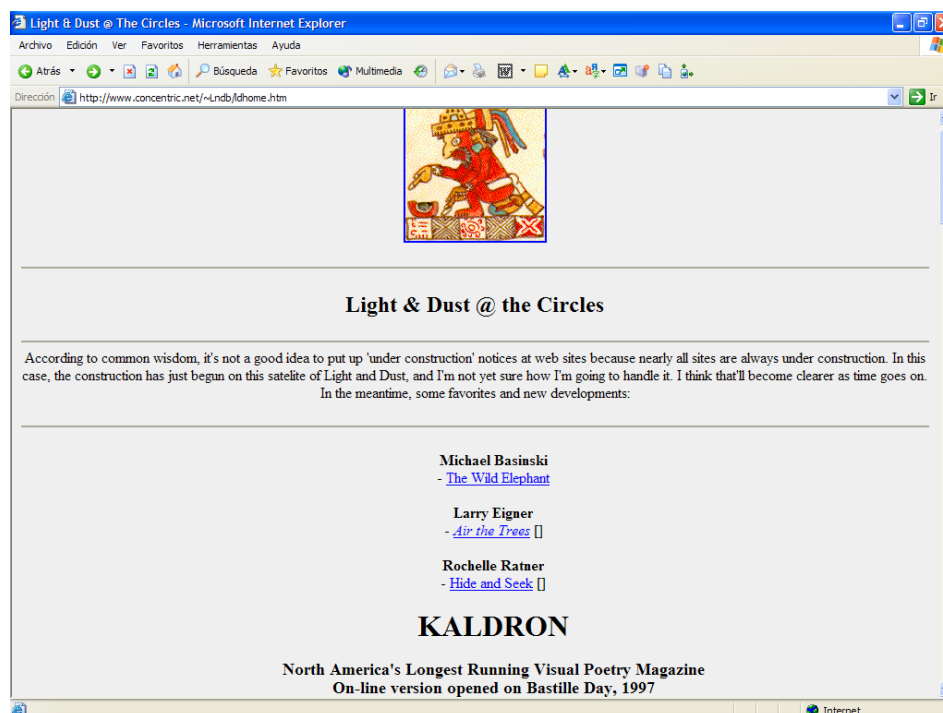 Light & Dust @ The Circles - Microsoft Internet Explorer
Archivo Edición Ver Favoritos Herramientas Ayuda
Atrás Búsqueda Favoritos Multimedia
Dirección http://www.concentric.net/~Lndb/ldhome.htm Ir
Light & Dust @ the Circles
According to common wisdom, it's not a good idea to put up 'under construction' notices at web sites because nearly all sites are always under construction. In this
case, the construction has just begun on this satelite of Light and Dust, and I'm not yet sure how I'm going to handle it. I think that'll become clearer as time goes on.
In the meantime, some favorites and new developments:
Michael Basinski
- The Wild Elephant
Larry Eigner
- Air the Trees []
Rochelle Ratner
- Hide and Seek []
KALDRON
North America's Longest Running Visual Poetry Magazine
On-line version opened on Bastille Day, 1997
Internet